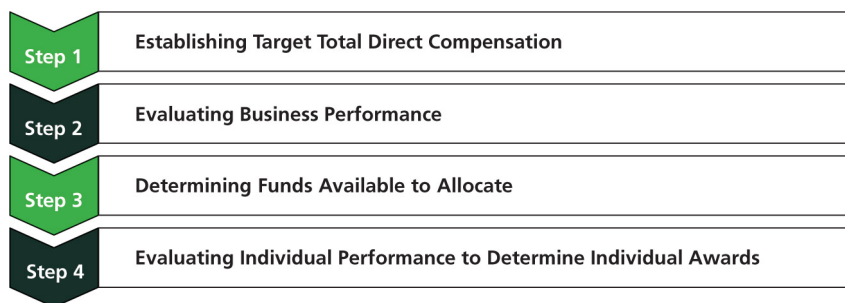 Step 1
Establishing Target Total Direct Compensation
Step 2
Evaluating Business Performance
Step 3
Determining Funds Available to Allocate
Step 4
Evaluating Individual Performance to Determine Individual Awards